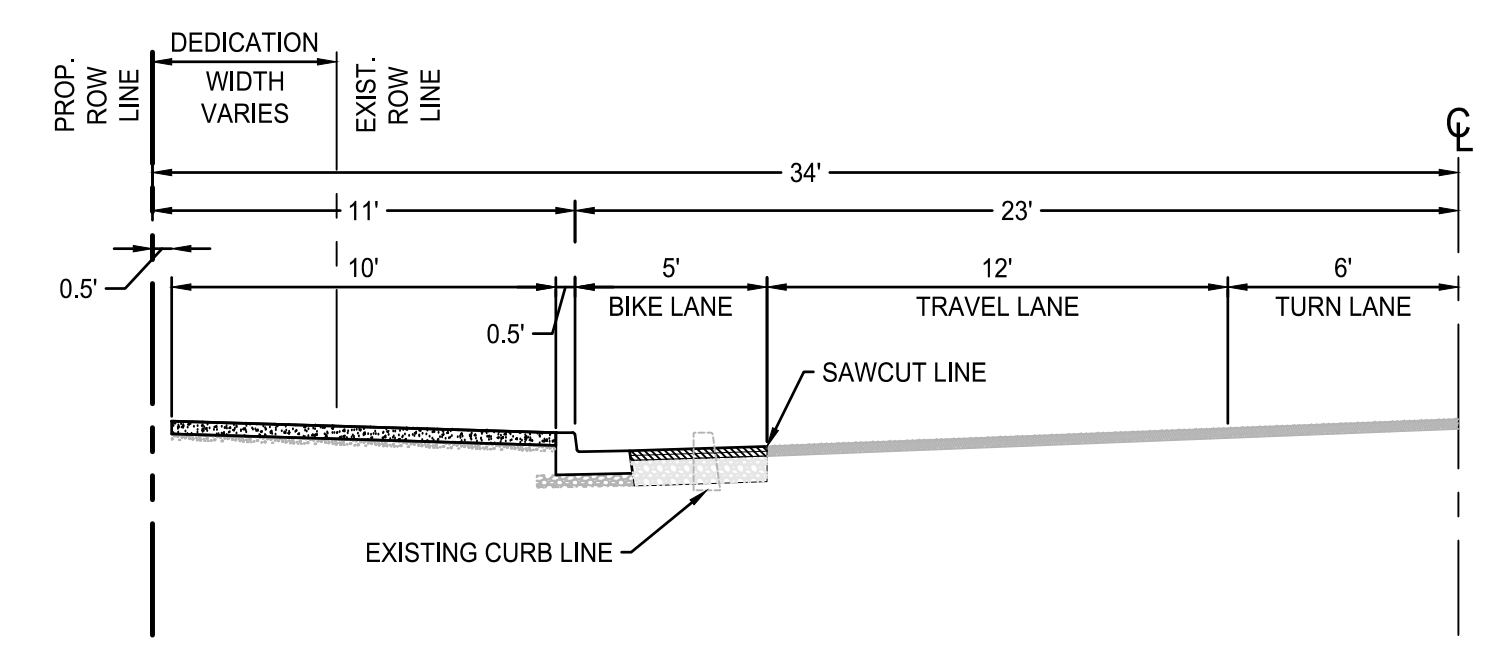 DEDICATION
WIDTH
VARIES
PROP.
ROW
LINE
EXIST.
ROW
LINE
℄
34'
11'
23'
0.5'
10'
0.5'
5'
BIKE LANE
12'
TRAVEL LANE
6'
TURN LANE
SAWCUT LINE
EXISTING CURB LINE